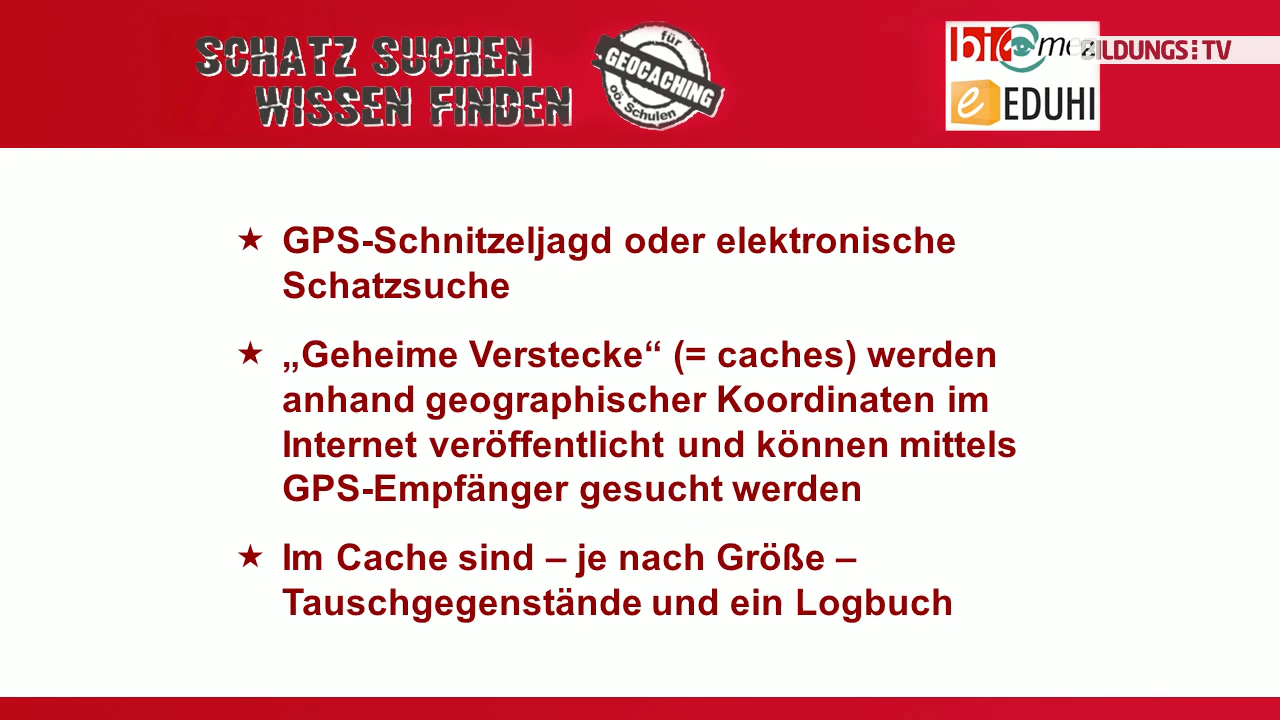 SCHATZ SUCHEN
WISSEN FINDEN
für
GEOCACHING
oö. Schulen
BILDUNGS TV
EDUHI
GPS-Schnitzeljagd oder elektronische
Schatzsuche
„Geheime Verstecke“ (= caches) werden
anhand geographischer Koordinaten im
Internet veröffentlicht und können mittels
GPS-Empfänger gesucht werden
Im Cache sind – je nach Größe –
Tauschgegenstände und ein Logbuch